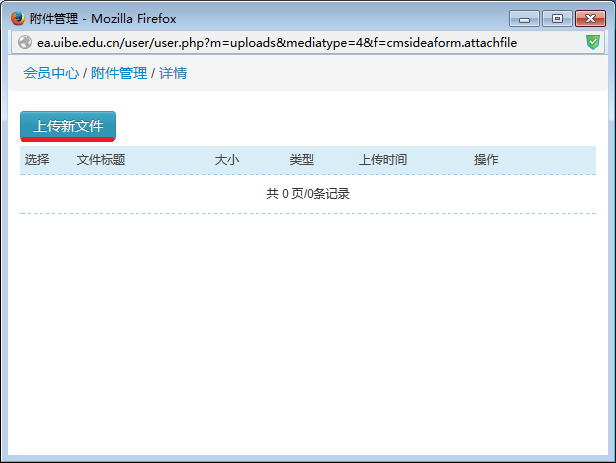 附件管理 - Mozilla Firefox
ea.uibe.edu.cn/user/user.php?m=uploads&mediatype=4&f=cmsideaform.attachfile
会员中心 / 附件管理 / 详情
上传新文件
选择 文件标题 大小 类型 上传时间 操作
共 0 页/0条记录